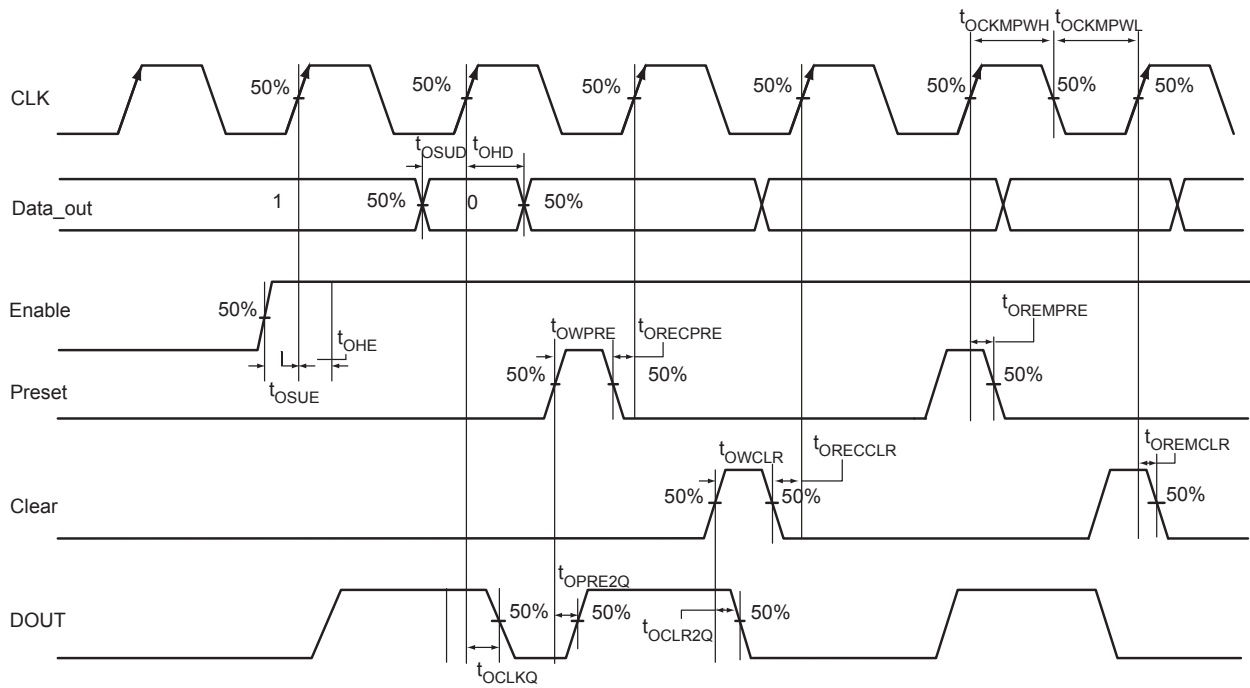 tOCKMPWH tOCKMPWL
CLK 50% 50% 50% 50% 50% 50% 50%
tOSUD tOHD
Data_out 1 50% 0 50%
Enable 50%
tOHE tOWPRE tORECPRE tOREMPRE
Preset tOSUE 50% 50% 50%
tOWCLR tORECCLR tOREMCLR
Clear 50% 50% 50%
tOPRE2Q
DOUT 50% 50% tOCLR2Q 50%
tOCLKQ